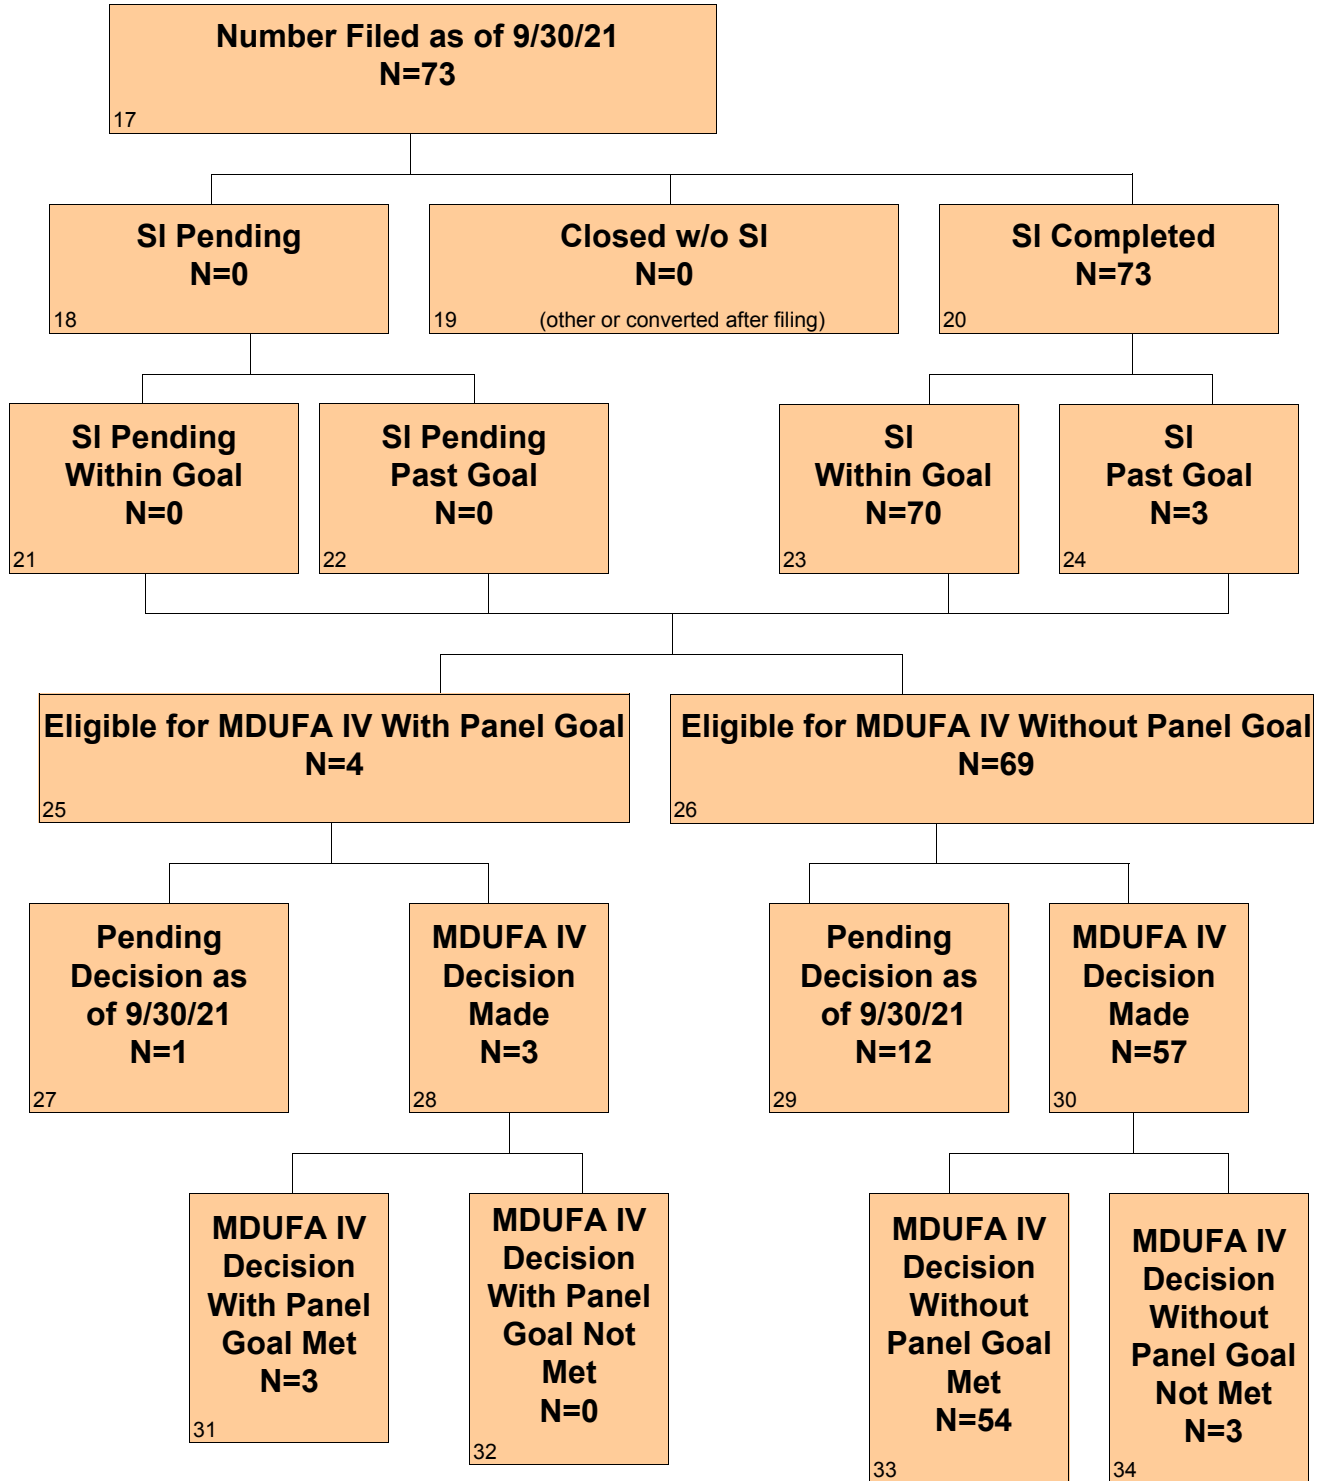 Number Filed as of 9/30/21
N=73
17
SI Pending
N=0
18
Closed w/o SI
N=0
19 (other or converted after filing)
SI Completed
N=73
20
SI Pending
Within Goal
N=0
21
SI Pending
Past Goal
N=0
22
SI
Within Goal
N=70
23
SI
Past Goal
N=3
24
Eligible for MDUFA IV With Panel Goal
N=4
25
Eligible for MDUFA IV Without Panel Goal
N=69
26
Pending
Decision as
of 9/30/21
N=1
27
MDUFA IV
Decision
Made
N=3
28
Pending
Decision as
of 9/30/21
N=12
29
MDUFA IV
Decision
Made
N=57
30
MDUFA IV
Decision
With Panel
Goal Met
N=3
31
MDUFA IV
Decision
With Panel
Goal Not
Met
N=0
32
MDUFA IV
Decision
Without
Panel Goal
Met
N=54
33
MDUFA IV
Decision
Without
Panel Goal
Not Met
N=3
34